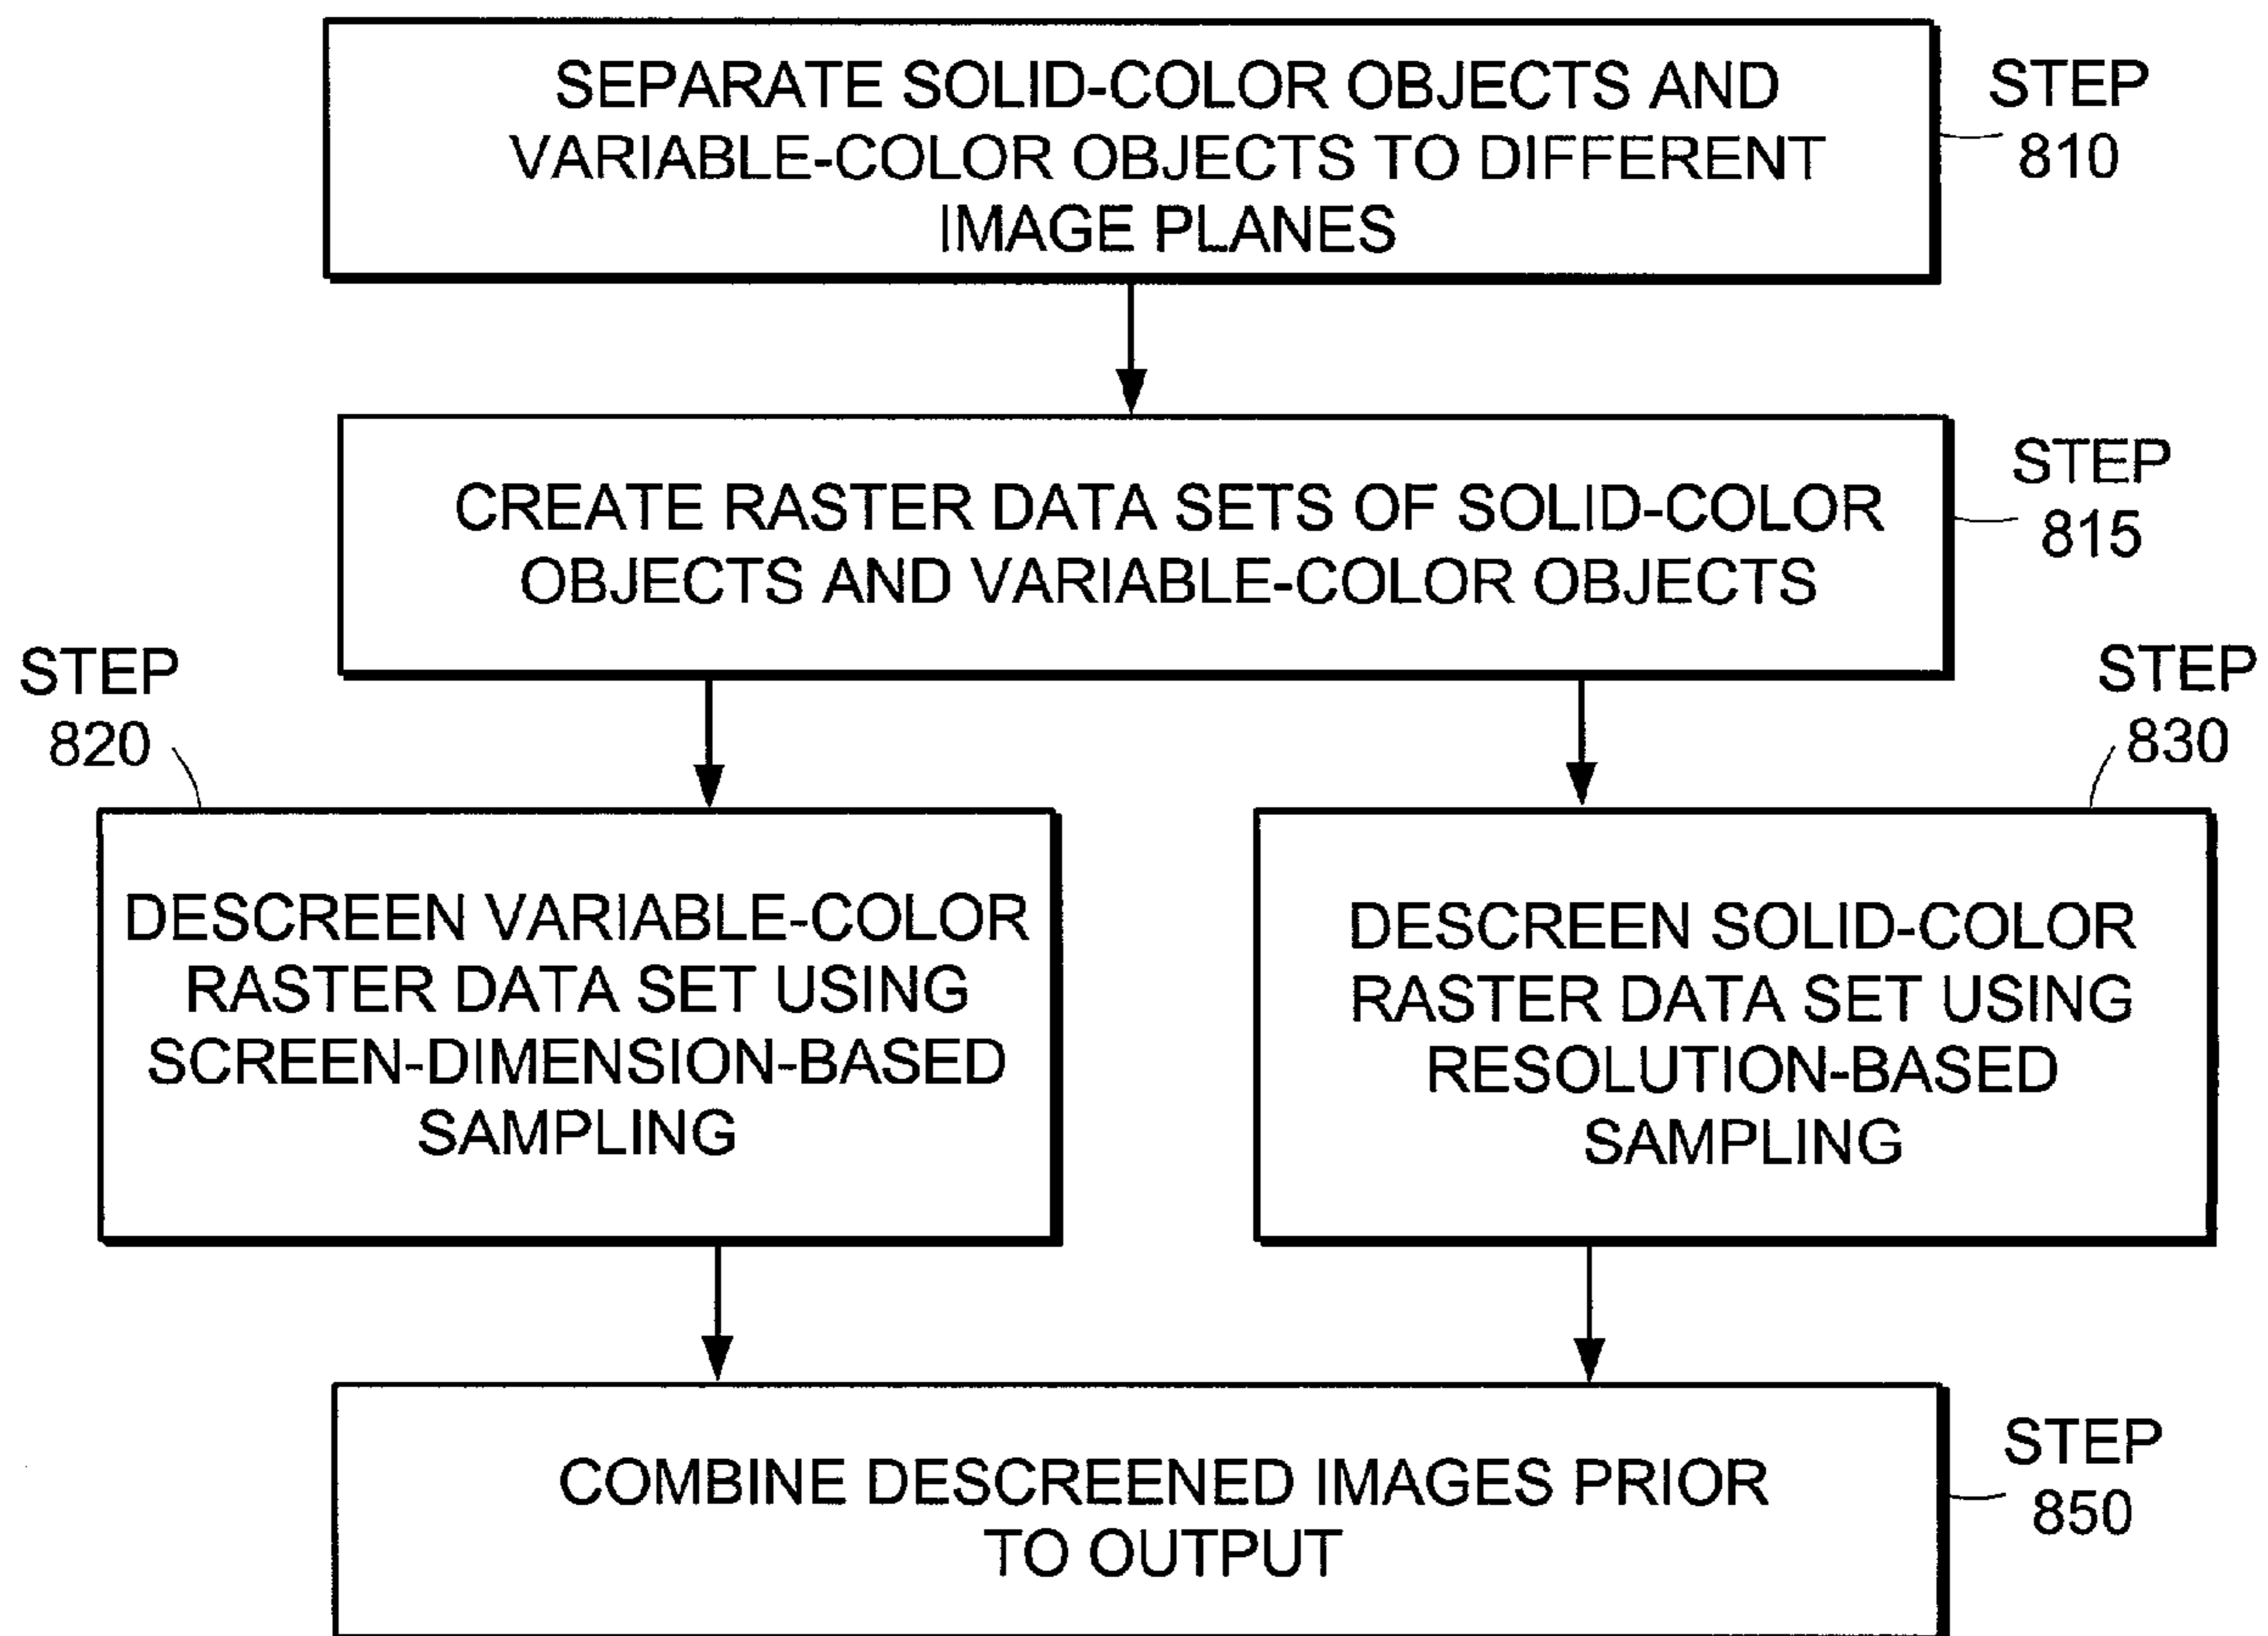 SEPARATE SOLID-COLOR OBJECTS AND
VARIABLE-COLOR OBJECTS TO DIFFERENT
IMAGE PLANES
STEP
810
CREATE RASTER DATA SETS OF SOLID-COLOR
OBJECTS AND VARIABLE-COLOR OBJECTS
STEP
815
STEP
820
DESCREEN VARIABLE-COLOR
RASTER DATA SET USING
SCREEN-DIMENSION-BASED
SAMPLING
STEP
830
DESCREEN SOLID-COLOR
RASTER DATA SET USING
RESOLUTION-BASED
SAMPLING
COMBINE DESCREENED IMAGES PRIOR
TO OUTPUT
STEP
850